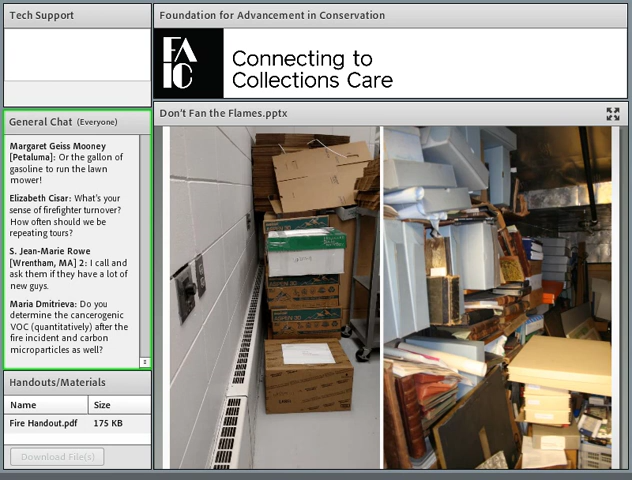 Tech Support
Foundation for Advancement in Conservation
FA
IC
Connecting to
Collections Care
General Chat (Everyone)
Margaret Geiss Mooney
[Petaluma]: Or the gallon of
gasoline to run the lawn
mower!
Elizabeth Cisar: What's your
sense of firefighter turnover?
How often should we be
repeating tours?
S. Jean-Marie Rowe
[Wrentham, MA] 2: I call and
ask them if they have a lot of
new guys.
Maria Dmitrieva: Do you
determine the cancerogenic
VOC (quantitatively) after the
fire incident and carbon
microparticles as well?
Handouts/Materials
Name Size
Fire Handout.pdf 175 KB
Download File(s)
Don't Fan the Flames.pptx